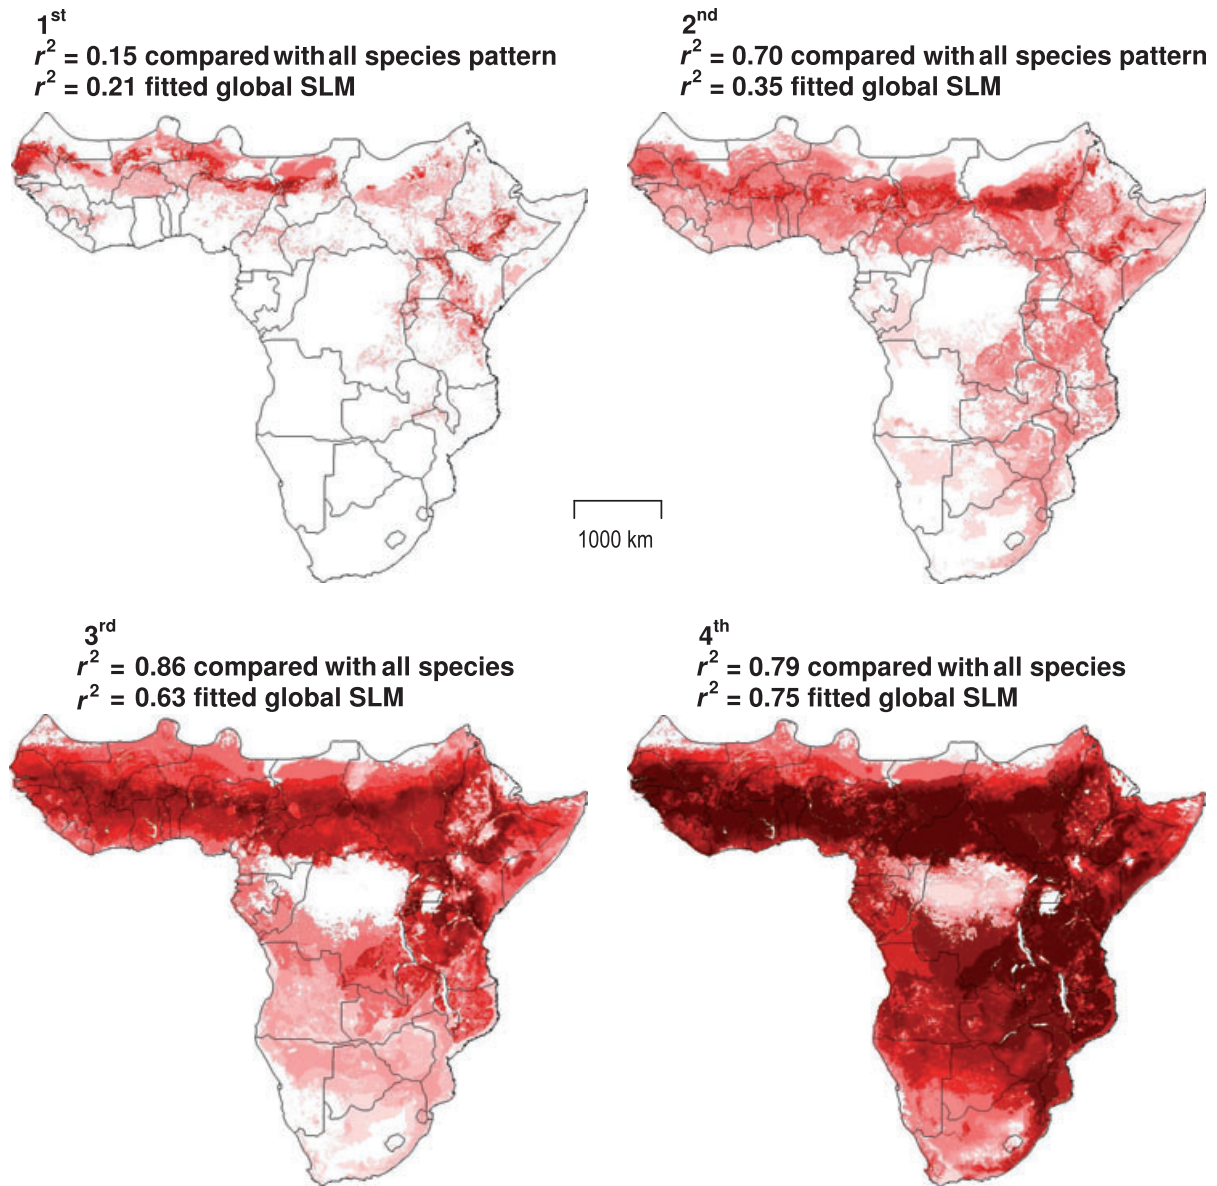 1st
r2 = 0.15 compared with all species pattern
r2 = 0.21 fitted global SLM
2nd
r2 = 0.70 compared with all species pattern
r2 = 0.35 fitted global SLM
1000 km
3rd
r2 = 0.86 compared with all species
r2 = 0.63 fitted global SLM
4th
r2 = 0.79 compared with all species
r2 = 0.75 fitted global SLM